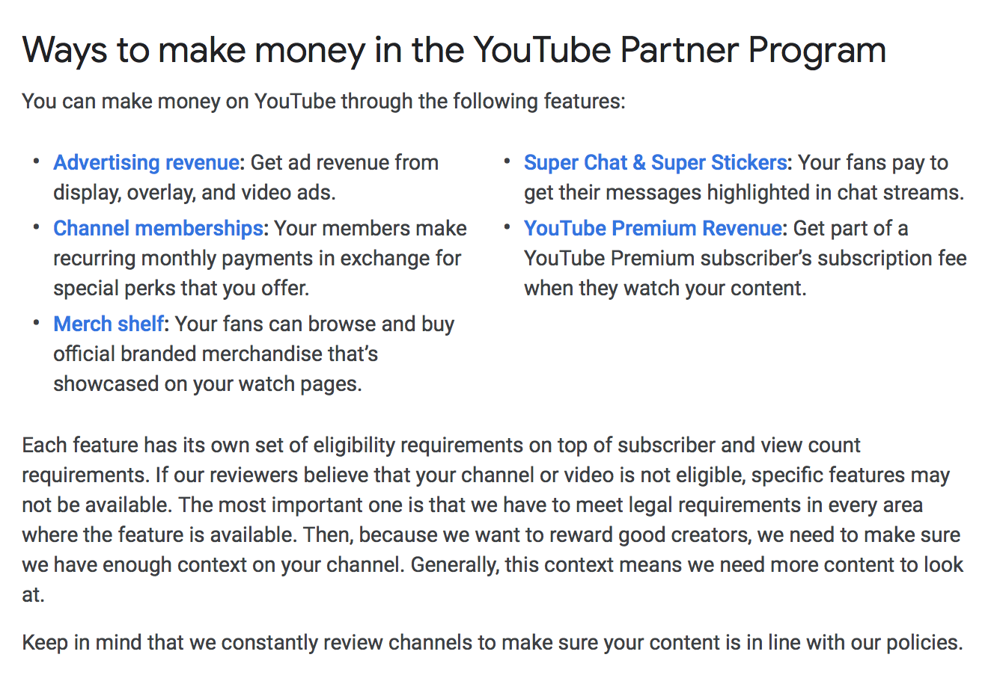 Ways to make money in the YouTube Partner Program
You can make money on YouTube through the following features:
• Advertising revenue: Get ad revenue from
display, overlay, and video ads.
• Channel memberships: Your members make
recurring monthly payments in exchange for
special perks that you offer.
• Merch shelf: Your fans can browse and buy
official branded merchandise that’s
showcased on your watch pages.
• Super Chat & Super Stickers: Your fans pay to
get their messages highlighted in chat streams.
• YouTube Premium Revenue: Get part of a
YouTube Premium subscriber’s subscription fee
when they watch your content.
Each feature has its own set of eligibility requirements on top of subscriber and view count
requirements. If our reviewers believe that your channel or video is not eligible, specific features may
not be available. The most important one is that we have to meet legal requirements in every area
where the feature is available. Then, because we want to reward good creators, we need to make sure
we have enough context on your channel. Generally, this context means we need more content to look
at.
Keep in mind that we constantly review channels to make sure your content is in line with our policies.